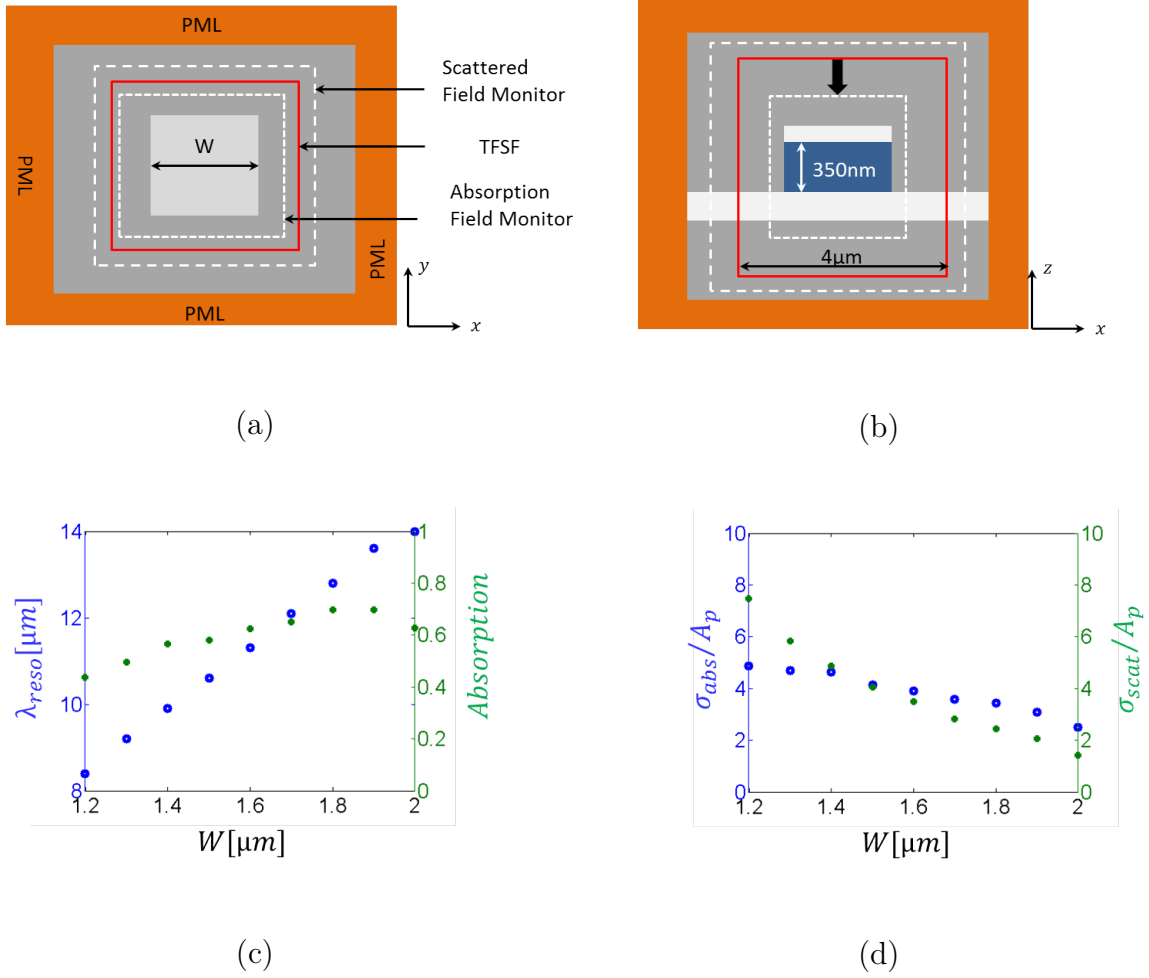 PML
Scattered
Field Monitor
W
TFSF
PML
Absorption
Field Monitor
PML
PML
y
x
350nm
4μm
z
x
(a)
(b)
14
12
10
8
λreso[μm]
1
0.8
0.6
0.4
0.2
0
Absorption
1.2 1.4 1.6 1.8 2
W[μm]
10
8
6
4
2
0
σabs/Ap
10
8
6
4
2
0
σscat/Ap
1.2 1.4 1.6 1.8 2
W[μm]
(c)
(d)